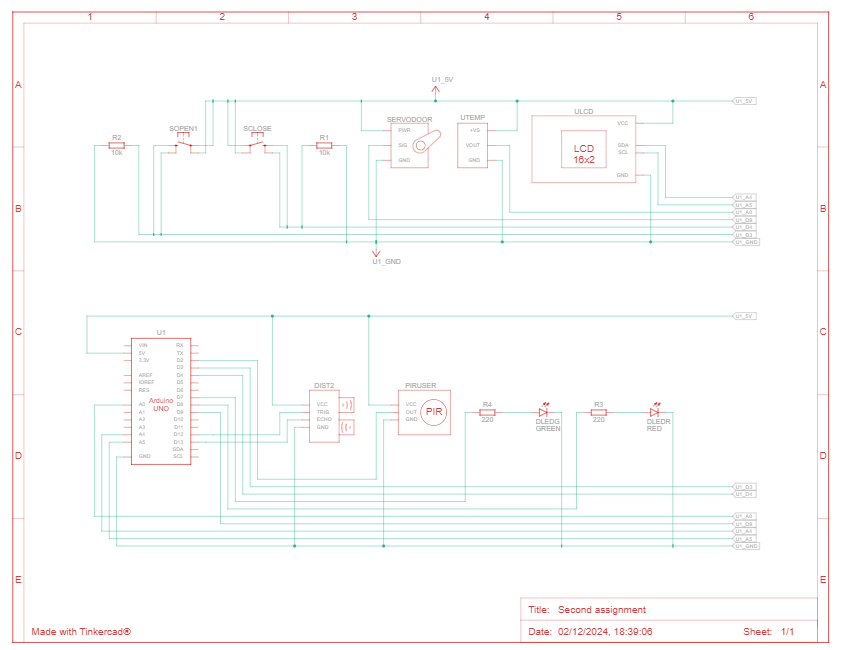 1 2 3 4 5 6
A A
U1_5V
U1_5V
SOPEN1 SCLOSE SERVODOOR UTEMP ULCD
R2 R1 PWR +VS VCC
10k 10k SIG VOUT LCD 16x2 SDA
SCL
GND GND GND
U1_A4
U1_A5
B B
U1_A0
U1_D9
U1_D4
U1_D3
U1_GND
U1_GND
U1_5V
C C
U1
VIN RX
5V TX
3.3V D2
D3
AREF D4
IOREF D5
RES D6
D7
A0 D8
A1 D9
A2 D10
A3 D11
A4 D12
A5 D13
SDA
GND SCL
Arduino
UNO
DIST2
VCC
TRIG
ECHO
GND
PIRUSER
VCC
OUT
GND
PIR
R4
220
DLEDG
GREEN
R3
220
DLEDR
RED
D D
U1_D3
U1_D4
U1_A0
U1_D9
U1_A4
U1_A5
U1_GND
E E
Title: Second assignment
Made with Tinkercad® Date: 02/12/2024, 18:39:06 Sheet: 1/1